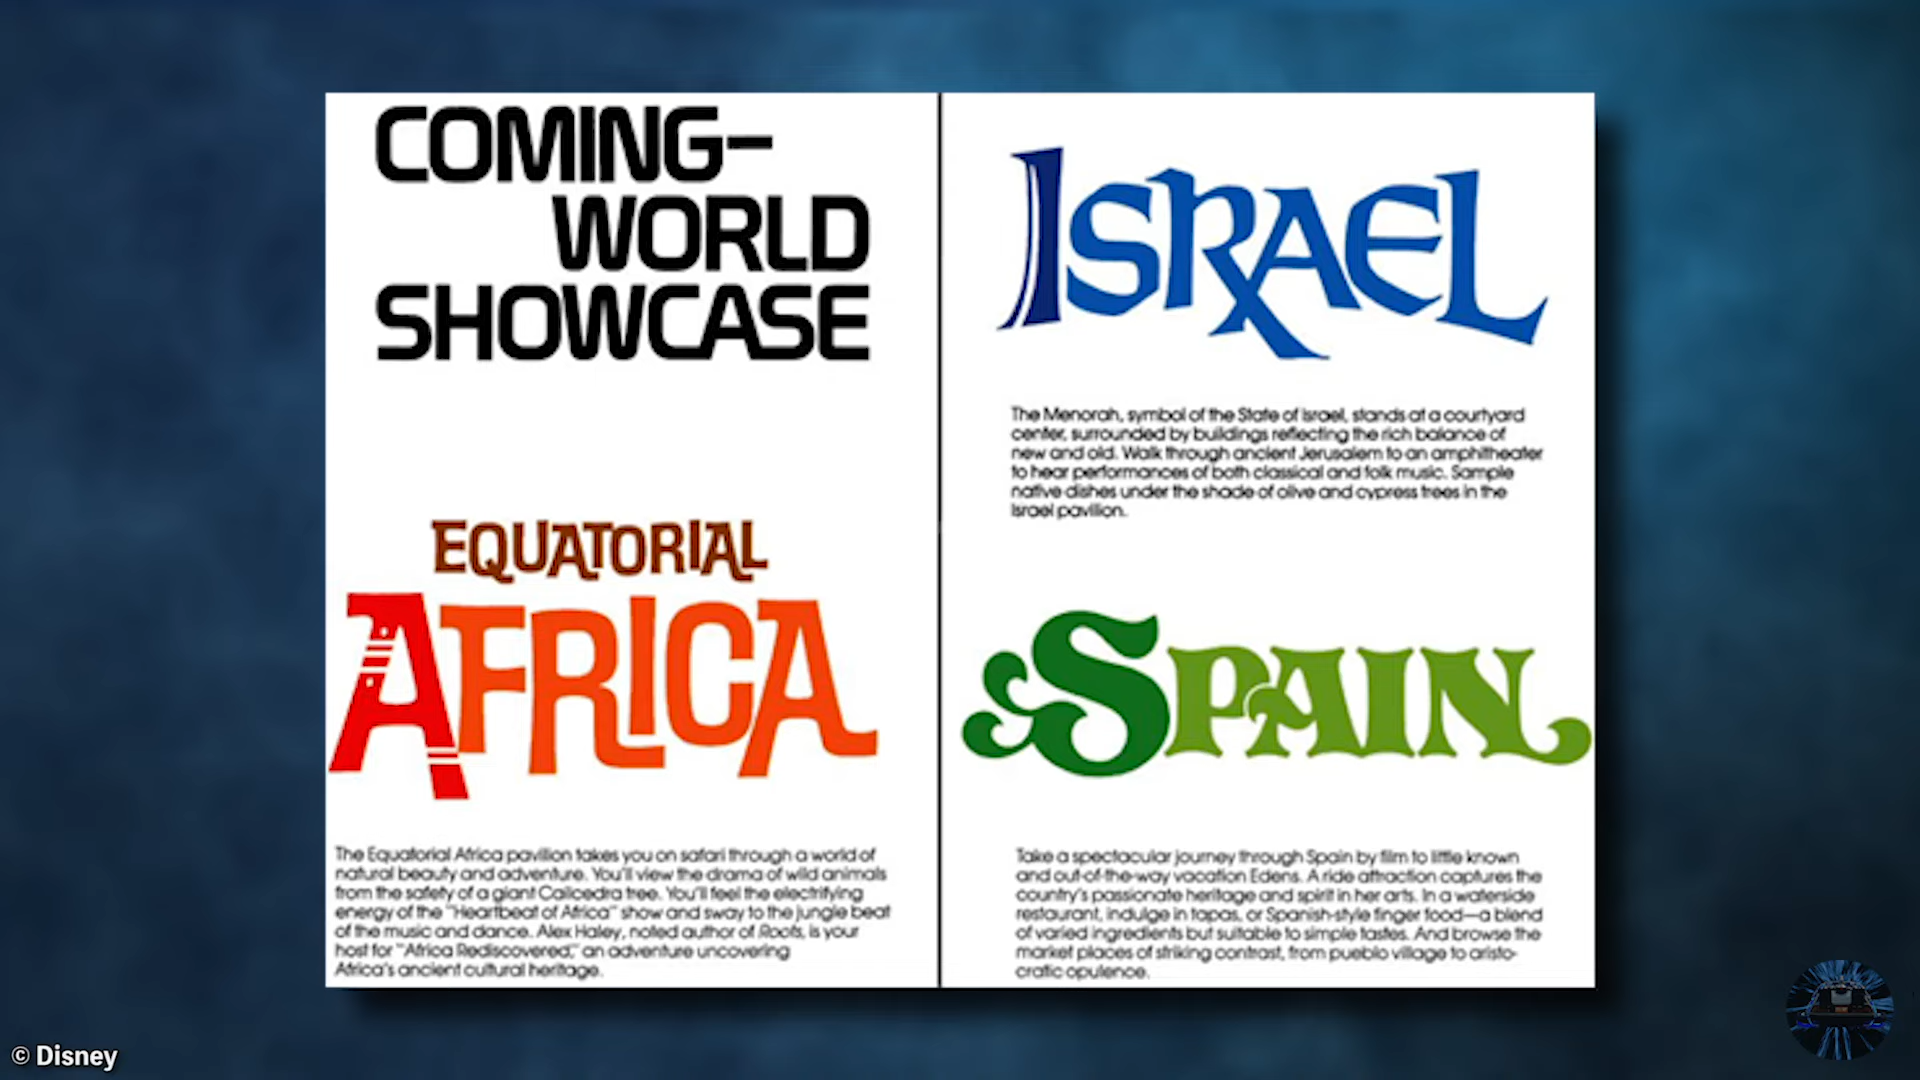 COMING–
WORLD
SHOWCASE
EQUATORIAL
AFRICA
The Equatorial Africa pavilion takes you on safari through a world of
natural beauty and adventure. You'll view the drama of wild animals
from the safety of a giant Calicedra tree. You'll feel the electrifying
energy of the "Heartbeat of Africa" show and sway to the jungle beat
of the music and dance. Alex Haley, noted author of Roots, is your
host for "Africa Rediscovered," an adventure uncovering
Africa's ancient cultural heritage.
ISRAEL
The Menorah, symbol of the State of Israel, stands at a courtyard
center, surrounded by buildings reflecting the rich balance of
new and old. Walk through ancient Jerusalem to an amphitheater
to hear performances of both classical and folk music. Sample
native dishes under the shade of olive and cypress trees in the
Israel pavilion.
SPAIN
Take a spectacular journey through Spain by film to little known
and out-of-the-way vacation Edens. A ride attraction captures the
country's passionate heritage and spirit in her arts. In a waterside
restaurant, indulge in tapas, or Spanish-style finger food—a blend
of varied ingredients but suitable to simple tastes. And browse the
market places of striking contrast, from pueblo village to aristo-
cratic opulence.
© Disney